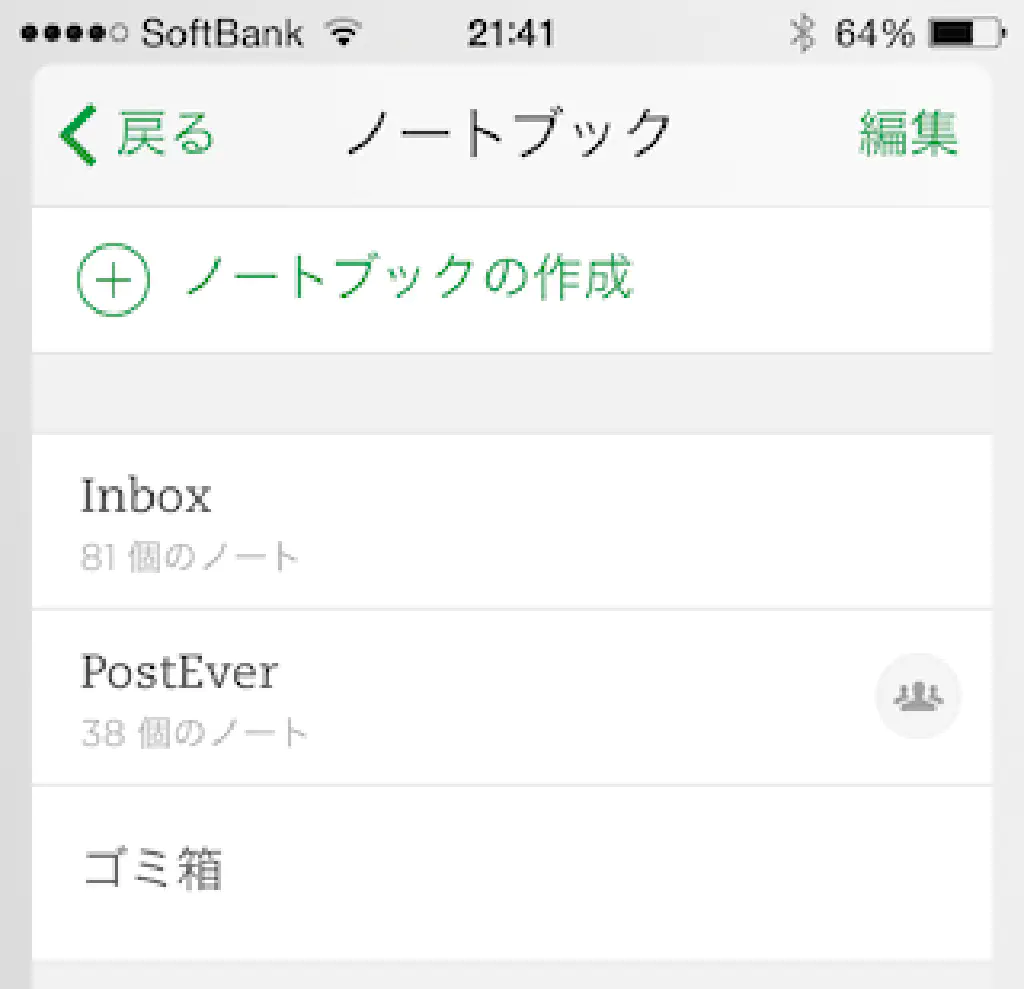 SoftBank 21:41 64%
戻る ノートブック 編集
ノートブックの作成
Inbox
81 個のノート
PostEver
38 個のノート
ゴミ箱